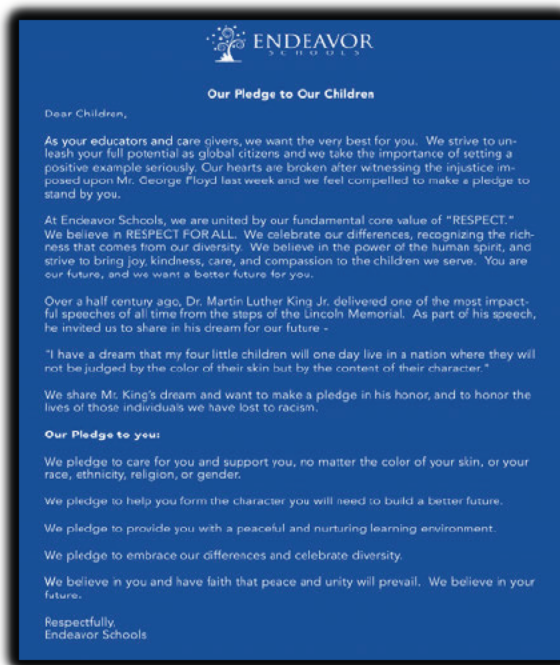 ENDEAVOR
SCHOOLS
Our Pledge to Our Children
Dear Children,
As your educators and care givers, we want the very best for you. We strive to un-
leash your full potential as global citizens and we take the importance of setting a
positive example seriously. Our hearts are broken after witnessing the injustice im-
posed upon Mr. George Floyd last week and we feel compelled to make a pledge to
stand by you.
At Endeavor Schools, we are united by our fundamental core value of "RESPECT."
We believe in RESPECT FOR ALL. We celebrate our differences, recognizing the rich-
ness that comes from our diversity. We believe in the power of the human spirit, and
strive to bring joy, kindness, care, and compassion to the children we serve. You are
our future, and we want a better future for you.
Over a half century ago, Dr. Martin Luther King Jr. delivered one of the most impact-
ful speeches of all time from the steps of the Lincoln Memorial. As part of his speech,
he invited us to share in his dream for our future -
"I have a dream that my four little children will one day live in a nation where they will
not be judged by the color of their skin but by the content of their character."
We share Mr. King's dream and want to make a pledge in his honor, and to honor the
lives of those individuals we have lost to racism.
Our Pledge to you:
We pledge to care for you and support you, no matter the color of your skin, or your
race, ethnicity, religion, or gender.
We pledge to help you form the character you will need to build a better future.
We pledge to provide you with a peaceful and nurturing learning environment.
We pledge to embrace our differences and celebrate diversity.
We believe in you and have faith that peace and unity will prevail. We believe in your
future.
Respectfully,
Endeavor Schools